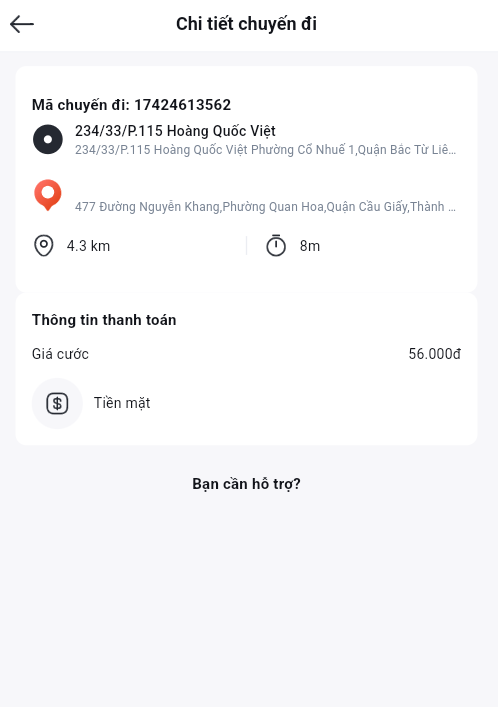 Chi tiết chuyến đi
Mã chuyến đi: 17424613562
234/33/P.115 Hoàng Quốc Việt
234/33/P.115 Hoàng Quốc Việt Phường Cổ Nhuế 1,Quận Bắc Từ Liê...
477 Đường Nguyễn Khang,Phường Quan Hoa,Quận Cầu Giấy,Thành ...
4.3 km
8m
Thông tin thanh toán
Giá cước 56.000đ
Tiền mặt
Bạn cần hỗ trợ?